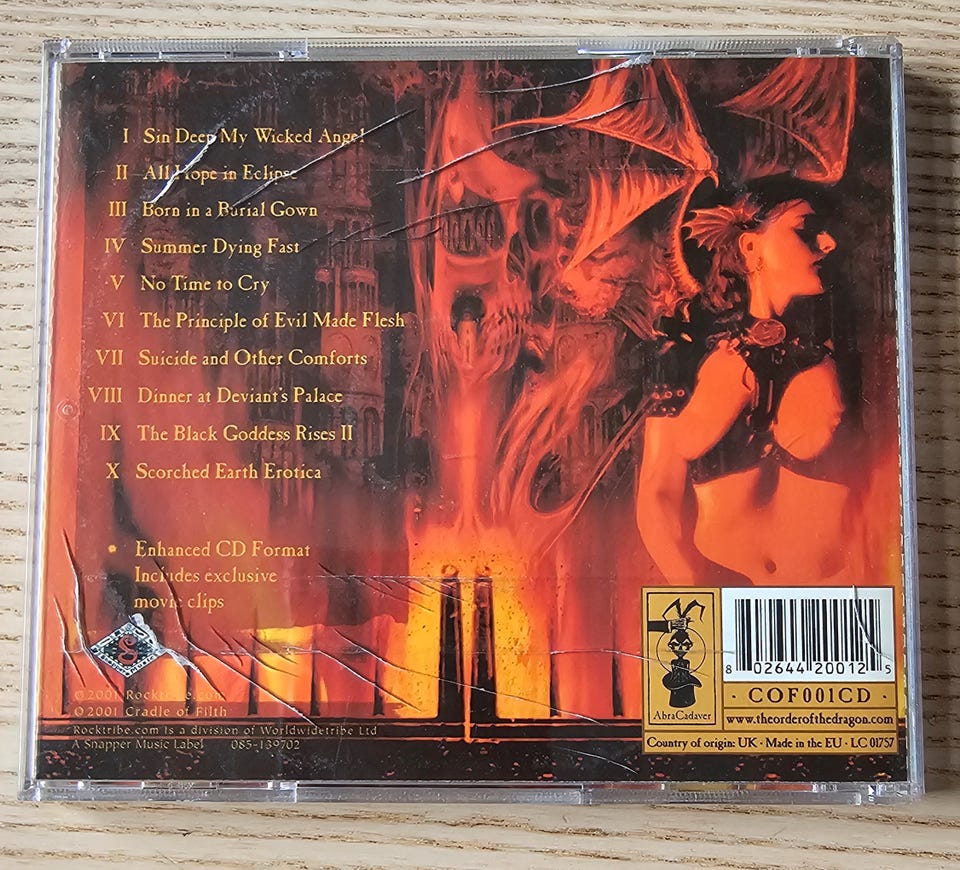 I Sin Deep My Wicked Angel
II All Hope in Eclipse
III Born in a Burial Gown
IV Summer Dying Fast
V No Time to Cry
VI The Principle of Evil Made Flesh
VII Suicide and Other Comforts
VIII Dinner at Deviant's Palace
IX The Black Goddess Rises II
X Scorched Earth Erotica
Enhanced CD Format
Includes exclusive
movie clips
S
©2001 Rocktribe.com
©2001 Cradle of Filth
Rocktribe.com is a division of Worldwidetribe Ltd
A Snapper Music Label 085-139702
AbraCadaver
8 02644 20012 5
· COF001CD ·
www.theorderofthedragon.com
Country of origin: UK · Made in the EU · LC 01757